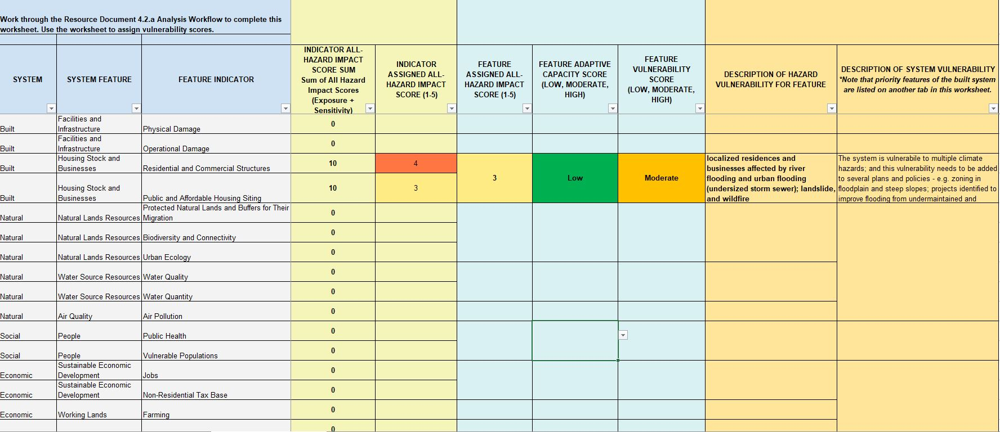 Work through the Resource Document 4.2.a Analysis Workflow to complete this
worksheet. Use the worksheet to assign vulnerability scores.
SYSTEM
SYSTEM FEATURE
FEATURE INDICATOR
INDICATOR ALL-
HAZARD IMPACT
SCORE SUM
Sum of All Hazard
Impact Scores
(Exposure +
Sensitivity)
INDICATOR
ASSIGNED ALL-
HAZARD IMPACT
SCORE (1-5)
FEATURE
ASSIGNED ALL-
HAZARD IMPACT
SCORE (1-5)
FEATURE ADAPTIVE
CAPACITY SCORE
(LOW, MODERATE,
HIGH)
FEATURE
VULNERABILITY
SCORE
(LOW, MODERATE,
HIGH)
DESCRIPTION OF HAZARD
VULNERABILITY FOR FEATURE
DESCRIPTION OF SYSTEM VULNERABILITY
*Note that priority features of the built system
are listed on another tab in this worksheet.
Built
Facilities and
Infrastructure
Physical Damage
0
Built
Facilities and
Infrastructure
Operational Damage
0
Built
Housing Stock and
Businesses
Residential and Commercial Structures
10
4
Built
Housing Stock and
Businesses
Public and Affordable Housing Siting
10
3
3
Low
Moderate
localized residences and
businesses affected by river
flooding and urban flooding
(undersized storm sewer); landslide,
and wildfire
The system is vulnerabile to multiple climate
hazards; and this vulnerability needs to be added
to several plans and policies - e.g. zoning in
floodplain and steep slopes; projects identified to
improve flooding from undermaintained and
Natural
Natural Lands Resources
Protected Natural Lands and Buffers for Their
Migration
0
Natural
Natural Lands Resources
Biodiversity and Connectivity
0
Natural
Natural Lands Resources
Urban Ecology
0
Natural
Water Source Resources
Water Quality
0
Natural
Water Source Resources
Water Quantity
0
Natural
Air Quality
Air Pollution
0
Social
People
Public Health
0
Social
People
Vulnerable Populations
0
Economic
Sustainable Economic
Development
Jobs
0
Economic
Sustainable Economic
Development
Non-Residential Tax Base
0
Economic
Working Lands
Farming
0
0